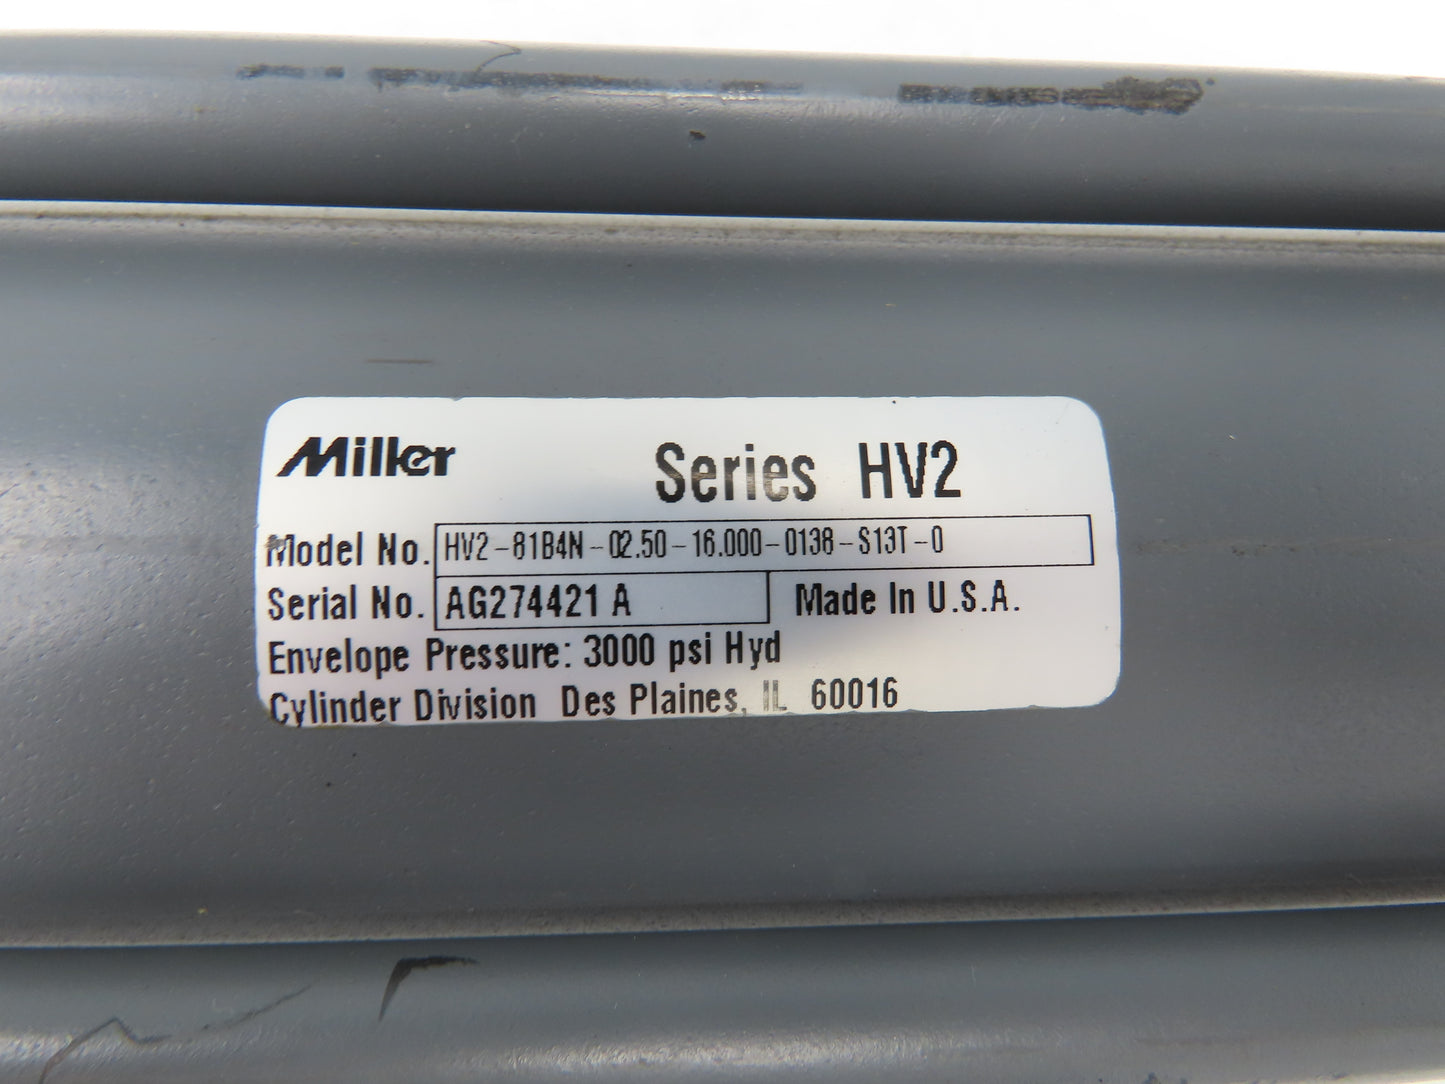 Miller Series HV2
Model No. HV2-81B4N-02.50-16.000-0138-S13T-0
Serial No. AG274421 A Made In U.S.A.
Envelope Pressure: 3000 psi Hyd
Cylinder Division Des Plaines, IL 60016